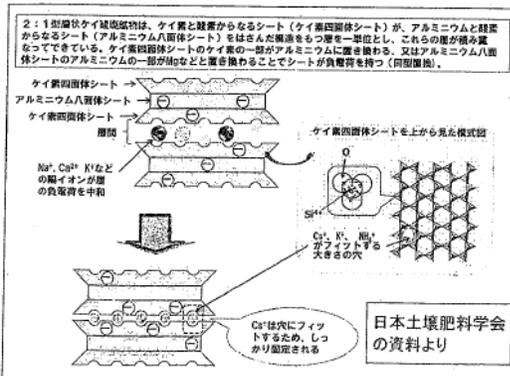 2:1型層状ケイ酸塩鉱物は、ケイ素と酸素からなるシート(ケイ素四面体シート)が、アルミニウムと酸素
からなるシート(アルミニウム八面体シート)をはさんだ構造をもつ層を一単位とし、これらの層が積み重
なってできている。ケイ素四面体シートのケイ素の一部がアルミニウムに置き換わる、又はアルミニウム八面
体シートのアルミニウムの一部がMgなどと置き換わることでシートが負電荷を持つ(同型置換)。
ケイ素四面体シート
アルミニウム八面体シート
ケイ素四面体シート
層間
Na⁺, Ca²⁺ K⁺など
の陽イオンが層
の負電荷を中和
ケイ素四面体シートを上から見た模式図
O
Si⁴⁺
Cs⁺, K⁺, NH₄⁺
がフィットする
大きさの穴
Cs⁺は穴にフィッ
トするため、しっ
かり固定される
日本土壌肥料学会
の資料より